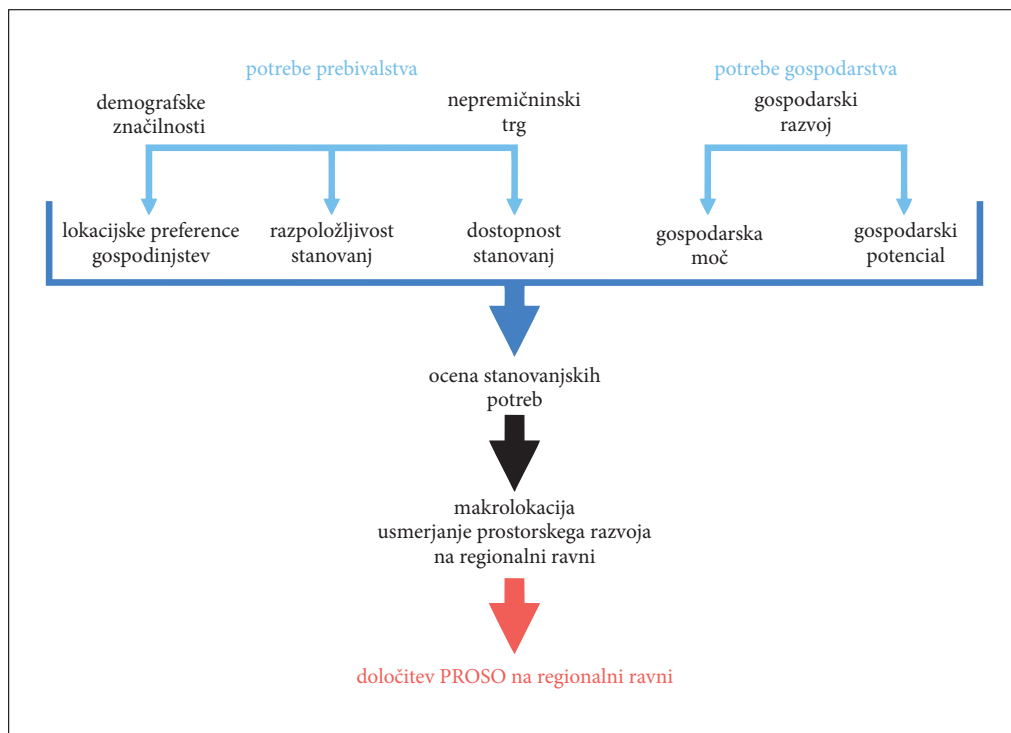 potrebe prebivalstva
potrebe gospodarstva
demografske
značilnosti
nepremičninski
trg
gospodarski
razvoj
lokacijske preference
gospodinjstev
razpoložljivost
stanovanj
dostopnost
stanovanj
gospodarska
moč
gospodarski
potencial
ocena stanovanjskih
potreb
makrolokacija
usmerjanje prostorskega razvoja
na regionalni ravni
določitev PROSO na regionalni ravni